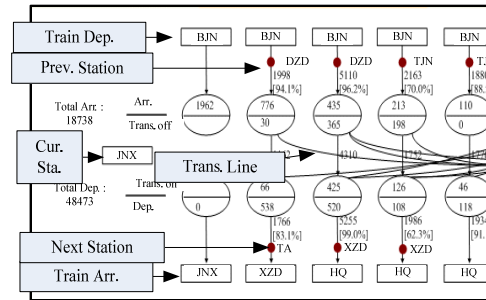 Train Dep.
BJN
BJN
BJN
BJN
BJN
Prev. Station
DZD
DZD
TJN
1998
5110
2163
1880
[94.1%]
[96.2%]
[70.0%]
[88.
Total Arr. :
18738
Arr.
Trans. off
1962
776
30
435
365
213
198
110
0
Cur.
Sta.
JNX
Trans. Line
4310
Total Dep. :
48473
Dep.
0
66
538
425
520
126
108
46
118
1766
5255
1986
1934
[83.1%]
[99.0%]
[62.3%]
[91.
Next Station
TA
XZD
XZD
Train Arr.
JNX
XZD
HQ
HQ
HQ